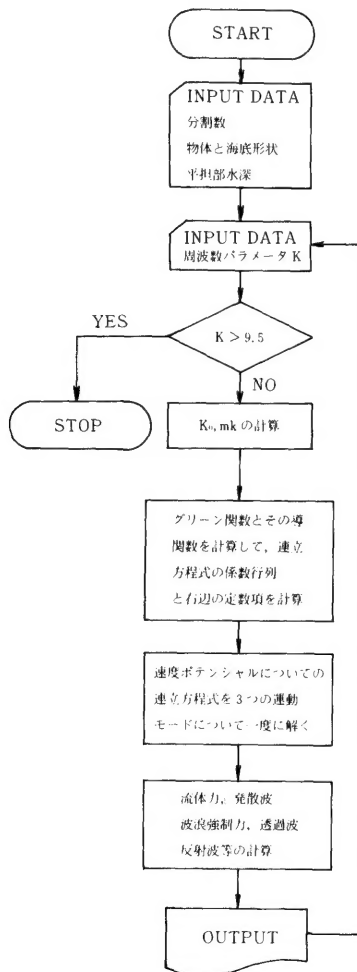 START
INPUT DATA
分割数
物体と海底形状
平担部水深
INPUT DATA
周波数パラメータ K
YES
K > 9.5
NO
STOP
K₀, mk の計算
グリーン関数とその導
関数を計算して，連立
方程式の係数行列
と右辺の定数項を計算
速度ポテンシャルについての
連立方程式を3つの運動
モードについて一度に解く
流体力，発散波
波浪強制力，透過波
反射波等の計算
OUTPUT